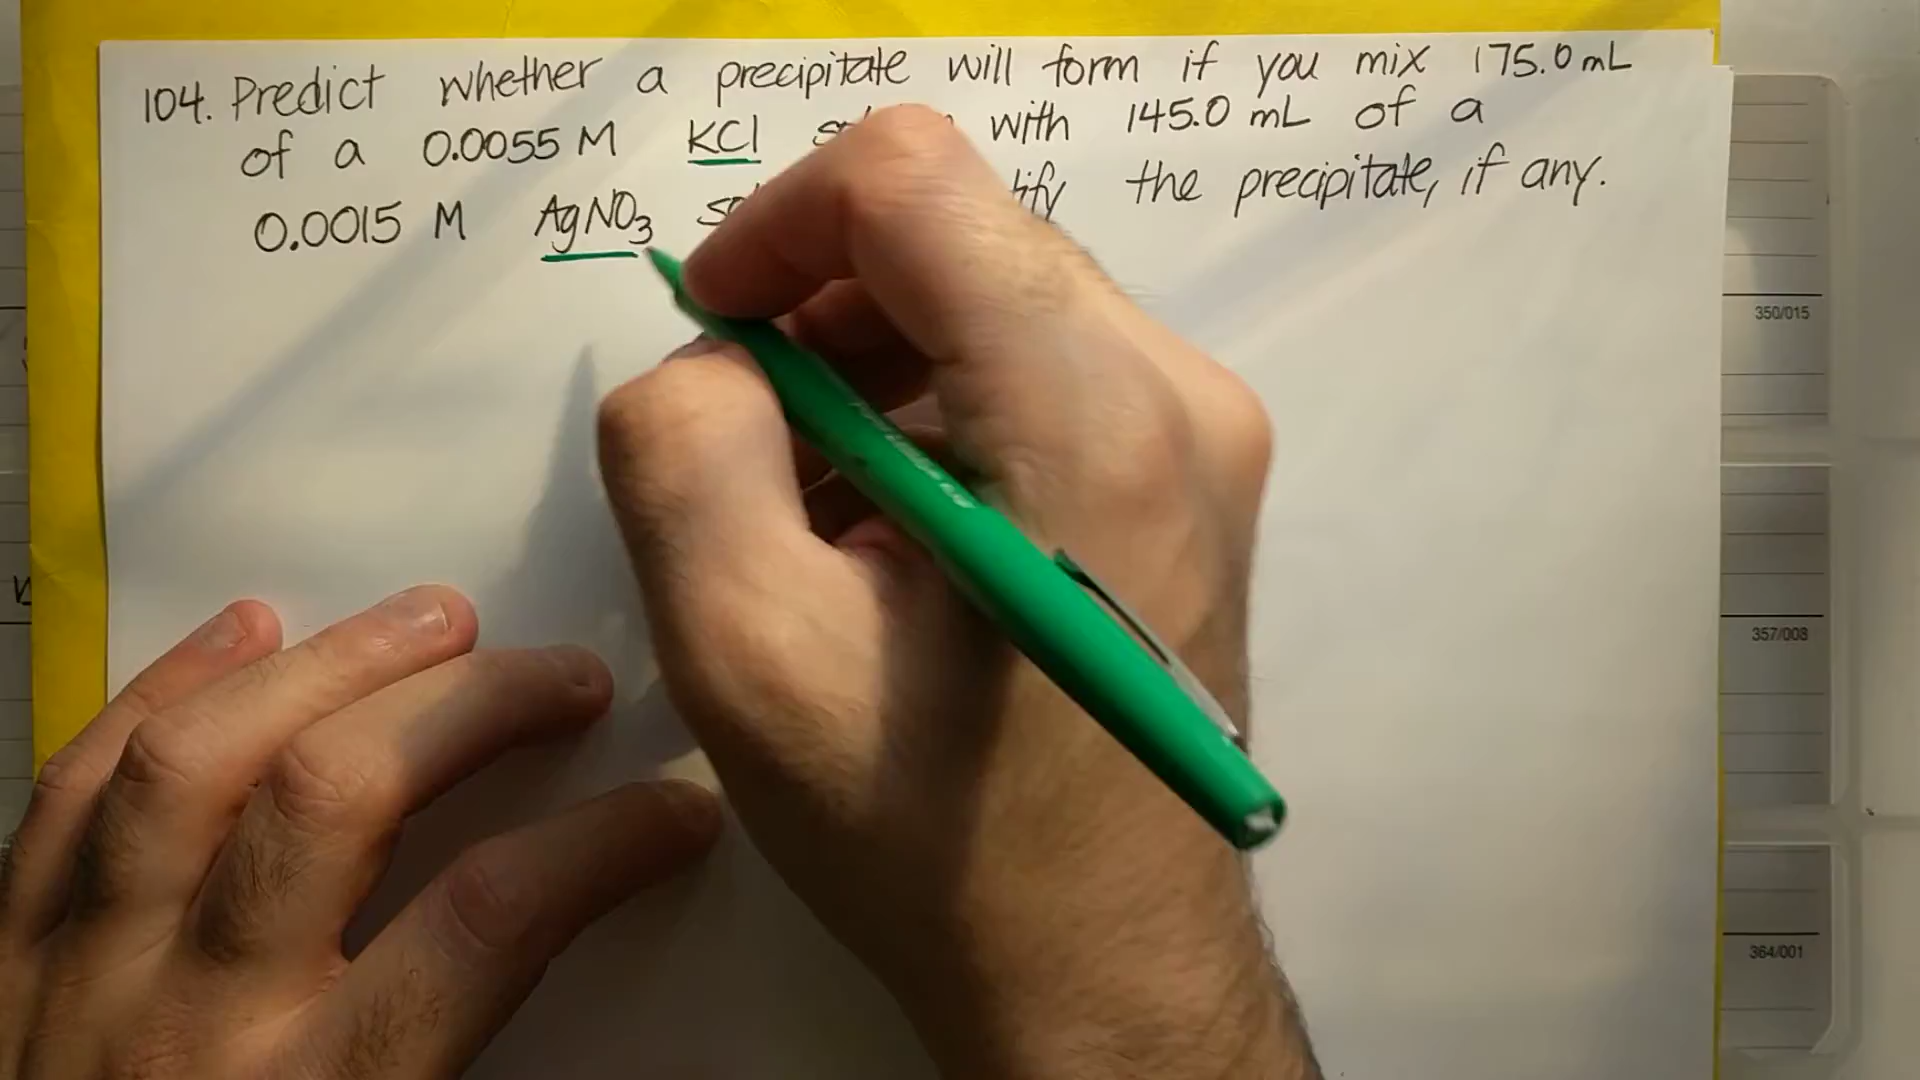 104. Predict whether a precipitate will form if you mix 175.0 mL
of a 0.0055 M KCl with 145.0 mL of a
0.0015 M AgNO₃ the precipitate, if any.
350/015
357/008
364/001